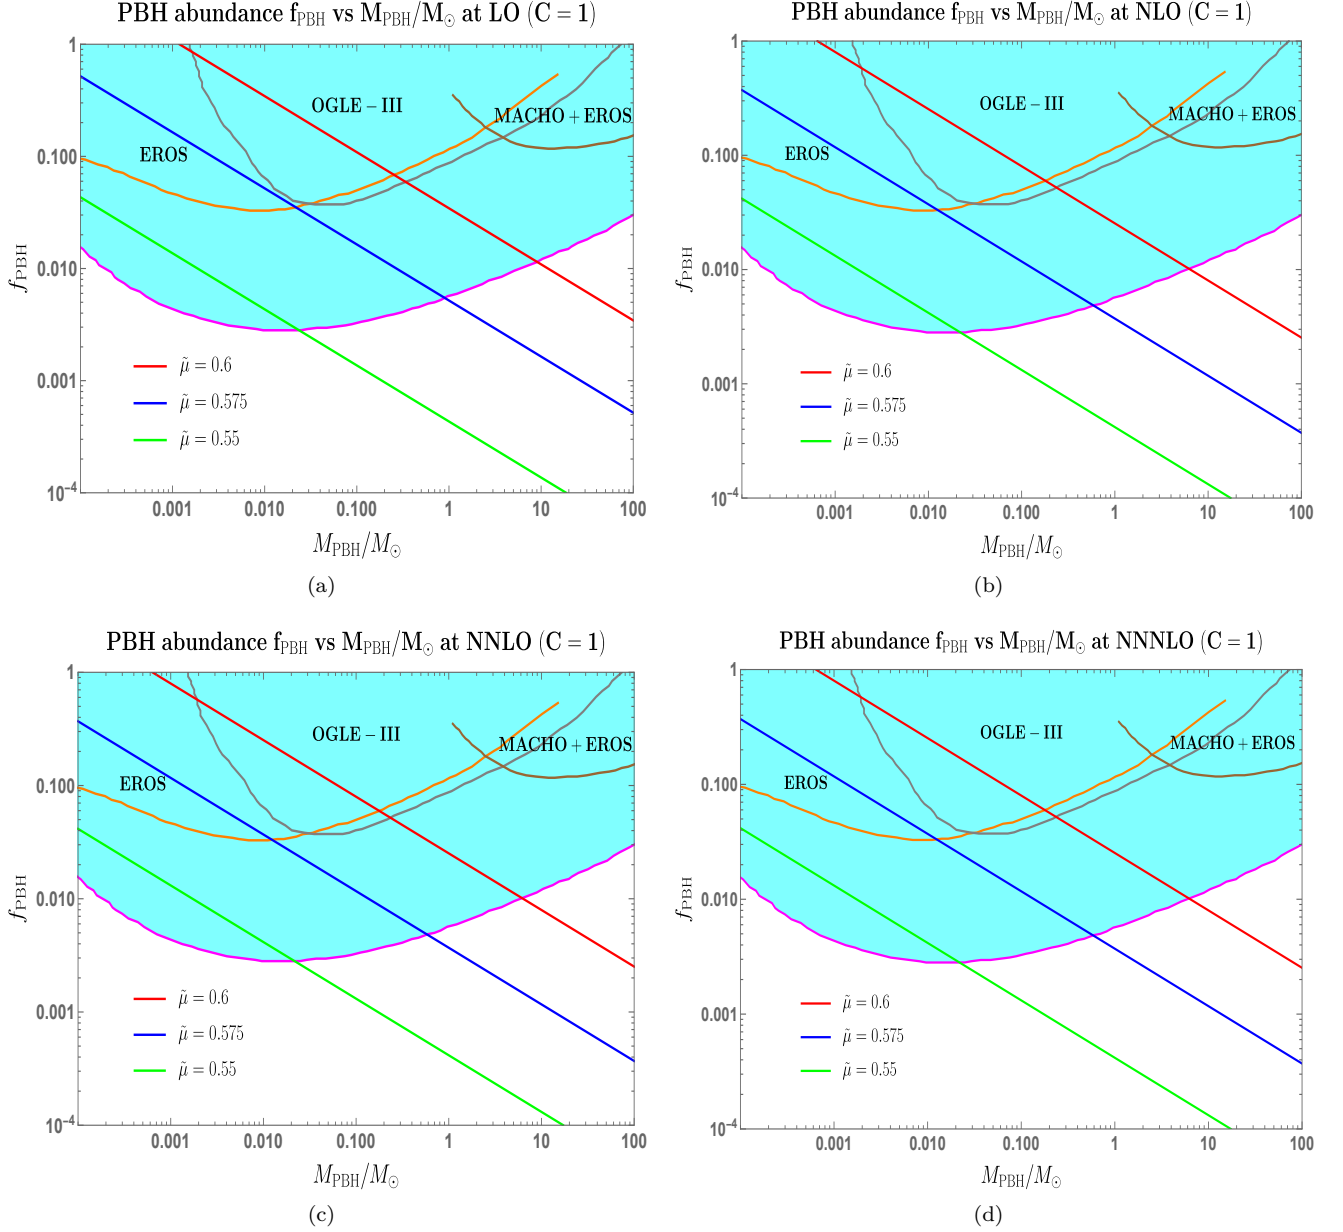 PBH abundance f_PBH vs M_PBH/M_⊙ at LO (C = 1)
1
0.100
0.010
0.001
10^−4
f_PBH
OGLE − III
MACHO + EROS
EROS
μ̃ = 0.6
μ̃ = 0.575
μ̃ = 0.55
0.001 0.010 0.100 1 10 100
M_PBH/M_⊙
(a)
PBH abundance f_PBH vs M_PBH/M_⊙ at NLO (C = 1)
1
0.100
0.010
0.001
10^−4
f_PBH
OGLE − III
MACHO + EROS
EROS
μ̃ = 0.6
μ̃ = 0.575
μ̃ = 0.55
0.001 0.010 0.100 1 10 100
M_PBH/M_⊙
(b)
PBH abundance f_PBH vs M_PBH/M_⊙ at NNLO (C = 1)
1
0.100
0.010
0.001
10^−4
f_PBH
OGLE − III
MACHO + EROS
EROS
μ̃ = 0.6
μ̃ = 0.575
μ̃ = 0.55
0.001 0.010 0.100 1 10 100
M_PBH/M_⊙
(c)
PBH abundance f_PBH vs M_PBH/M_⊙ at NNNLO (C = 1)
1
0.100
0.010
0.001
10^−4
f_PBH
OGLE − III
MACHO + EROS
EROS
μ̃ = 0.6
μ̃ = 0.575
μ̃ = 0.55
0.001 0.010 0.100 1 10 100
M_PBH/M_⊙
(d)